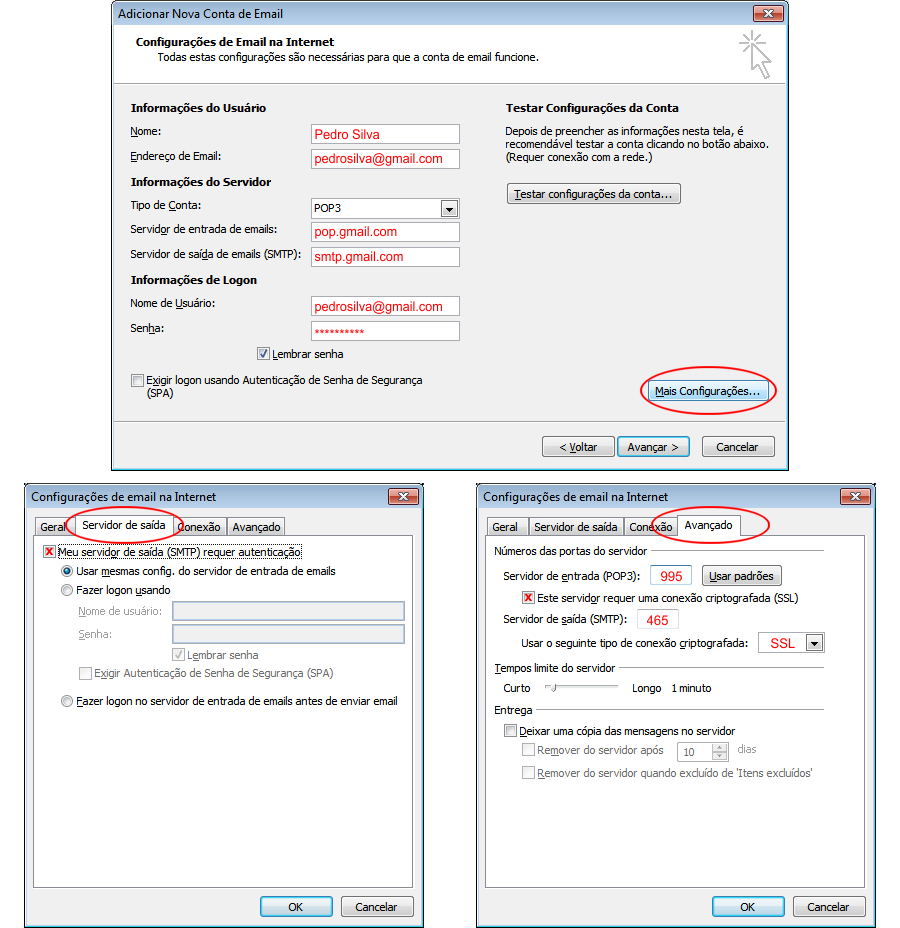 Adicionar Nova Conta de Email
Configurações de Email na Internet
Todas estas configurações são necessárias para que a conta de email funcione.
Informações do Usuário
Nome:
Pedro Silva
Endereço de Email:
pedrosilva@gmail.com
Informações do Servidor
Tipo de Conta:
POP3
Servidor de entrada de emails:
pop.gmail.com
Servidor de saída de emails (SMTP):
smtp.gmail.com
Informações de Logon
Nome de Usuário:
pedrosilva@gmail.com
Senha:
**********
Lembrar senha
Exigir logon usando Autenticação de Senha de Segurança
(SPA)
Testar Configurações da Conta
Depois de preencher as informações nesta tela, é
recomendável testar a conta clicando no botão abaixo.
(Requer conexão com a rede.)
Testar configurações da conta...
Mais Configurações...
< Voltar
Avançar >
Cancelar
Configurações de email na Internet
Geral
Servidor de saída
Conexão
Avançado
Meu servidor de saída (SMTP) requer autenticação
Usar mesmas config. do servidor de entrada de emails
Fazer logon usando
Nome de usuário:
Senha:
Lembrar senha
Exigir Autenticação de Senha de Segurança (SPA)
Fazer logon no servidor de entrada de emails antes de enviar email
OK
Cancelar
Configurações de email na Internet
Geral
Servidor de saída
Conexão
Avançado
Números das portas do servidor
Servidor de entrada (POP3):
995
Usar padrões
Este servidor requer uma conexão criptografada (SSL)
Servidor de saída (SMTP):
465
Usar o seguinte tipo de conexão criptografada:
SSL
Tempos limite do servidor
Curto
Longo
1 minuto
Entrega
Deixar uma cópia das mensagens no servidor
Remover do servidor após
10
dias
Remover do servidor quando excluído de 'Itens excluídos'
OK
Cancelar